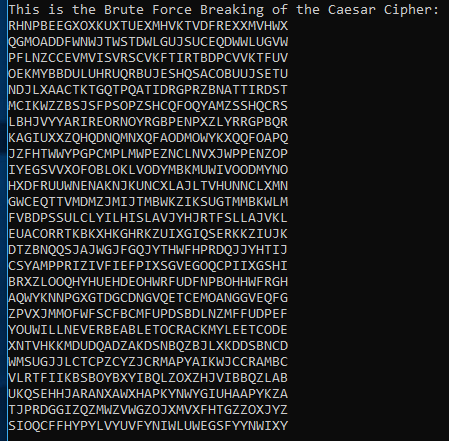 This is the Brute Force Breaking of the Caesar Cipher:
RHNPBEEGXOXKUXTUEXMHVKTVDFREXXMVHWX
QGMOADDFWNWJTWSTDWLGUJSUCEQDWWLUGVW
PFLNZCCEVMVISVRSCVKFTIRTBDPCVVKTFUV
OEKMYBBDULUHRUQRBUJESHQSACOBUUJSETU
NDJLXAACTKTGQTPQATIDRGPRZBNATTIRDST
MCIKWZZBSJSFPSOPZSHCQFOQYAMZSSHQCRS
LBHJVYYARIREORNOYRGBPENPXZLYRRGPBQR
KAGIUXXZQHQDNQMNXQFAODMOWYKXQQFOAPQ
JZFHTWWYPGPCMPLMWPEZNCLNVXJWPPENZOP
IYEGSVVXOFOBLOKLVODYMBKMUWIVOODMYNO
HXDFRUUWNENAKNJKUNCXLAJLTVHUNNCLXMN
GWCEQTTVMDMZJMIJTMBWKZIKSUGTMMBKWLM
FVBDPSSULCLYILHISLAVJYHJRTFSLLAJVKL
EUACORRTKBKXHKGHRKZUIXGIQSERKKZIUJK
DTZBNQQSJAJWGJFGQJYTHWFHPRDQJJYHTIJ
CSYAMPPRIZIVFIEFPIXSGVEGOQCPIIXGSHI
BRXZLOOQHYHUEHDEOHWRFUDFNPBOHHWFRGH
AQWYKNNPGXGTDGCDNGVQETCEMOANGGVEQFG
ZPVXJMMOFWFSCFBCMFUPDSBDLNZMFFUDPEF
YOUWILLNEVERBEABLETOCRACKMYLEETCODE
XNTVHKKMDUDQADZAKDSNBQZBJLXKDDSBNCD
WMSUGJJLCTCPZCYZJCRMAPYAIKWJCCRAMBC
VLRTFIIKBSBOYBXYIBQLZOXZHJVIBBQZLAB
UKQSEHHJARANXAWXHAPKYNWYGIUHAAPYKZA
TJPRDGGIZQZMWZVWGZOJXMVXFHTGZZOXJYZ
SIOQCFFHYPYLVYUVFYNIWLUWEGSFYYNWIXY